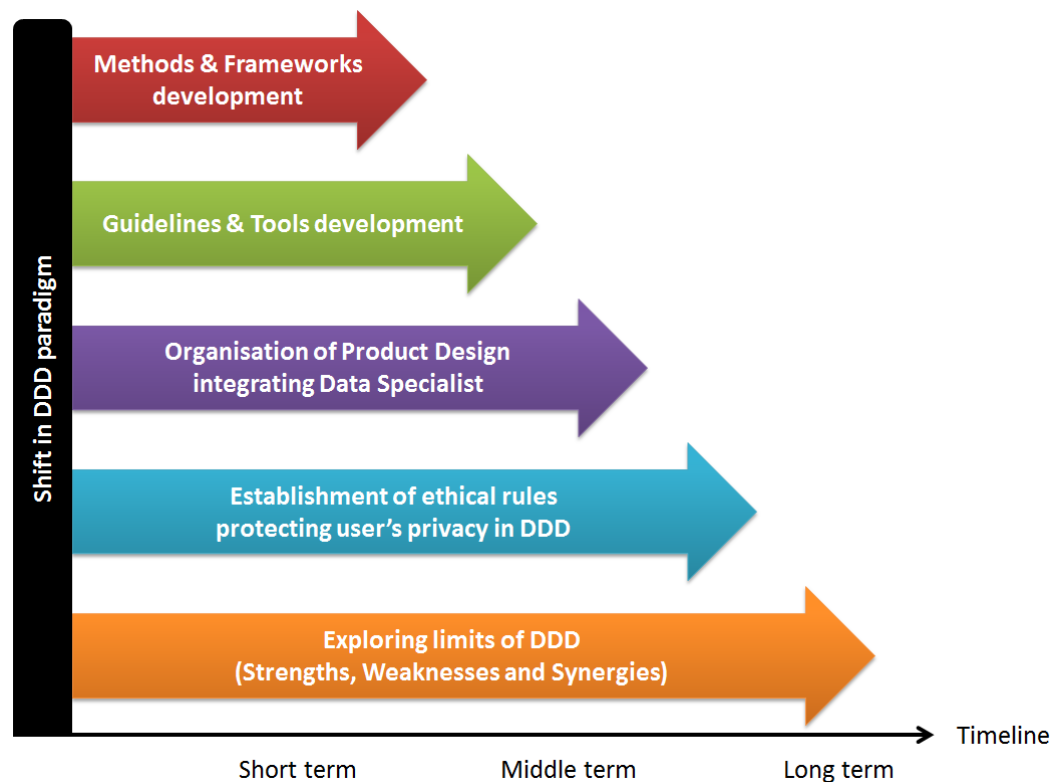 Shift in DDD paradigm
Methods & Frameworks
development
Guidelines & Tools development
Organisation of Product Design
integrating Data Specialist
Establishment of ethical rules
protecting user’s privacy in DDD
Exploring limits of DDD
(Strengths, Weaknesses and Synergies)
Timeline
Short term
Middle term
Long term